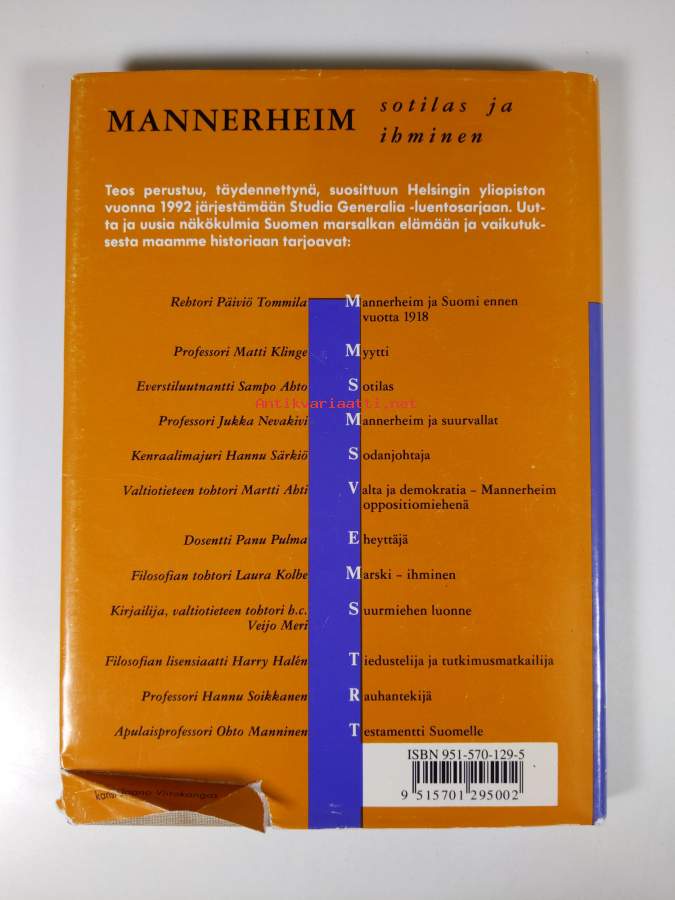 MANNERHEIM sotilas ja
ihminen
Teos perustuu, täydennettynä, suosittuun Helsingin yliopiston
vuonna 1992 järjestämään Studia Generalia -luentosarjaan. Uut-
ta ja uusia näkökulmia Suomen marsalkan elämään ja vaikutuk-
sesta maamme historiaan tarjoavat:
Rehtori Päiviö Tommila Mannerheim ja Suomi ennen
vuotta 1918
Professori Matti Klinge Myytti
Everstiluutnantti Sampo Ahto Sotilas
Antikvariaatti.net
Professori Jukka Nevakivi Mannerheim ja suurvallat
Kenraalimajuri Hannu Särkiö Sodanjohtaja
Valtiotieteen tohtori Martti Ahti Valta ja demokratia – Mannerheim
oppositiomiehenä
Dosentti Panu Pulma Eheyttäjä
Filosofian tohtori Laura Kolbe Marski – ihminen
Kirjailija, valtiotieteen tohtori h.c. Suurmiehen luonne
Veijo Meri
Filosofian lisensiaatti Harry Halén Tiedustelija ja tutkimusmatkailija
Professori Hannu Soikkanen Rauhantekijä
Apulaisprofessori Ohto Manninen Testamentti Suomelle
ISBN 951-570-129-5
9 515701 295002